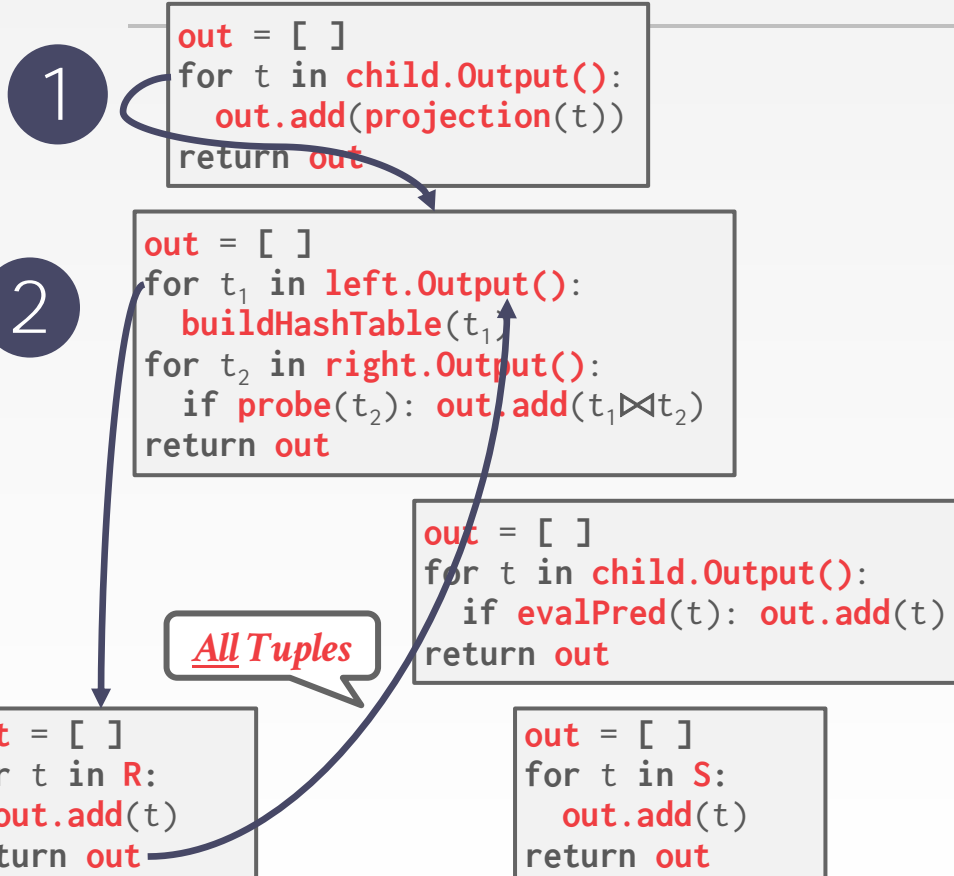 1
out = [ ]
for t in child.Output():
out.add(projection(t))
return out
2
out = [ ]
for t₁ in left.Output():
buildHashTable(t₁)
for t₂ in right.Output():
if probe(t₂): out.add(t₁⨝t₂)
return out
out = [ ]
for t in child.Output():
if evalPred(t): out.add(t)
return out
All Tuples
t = [ ]
r t in R:
out.add(t)
turn out
out = [ ]
for t in S:
out.add(t)
return out